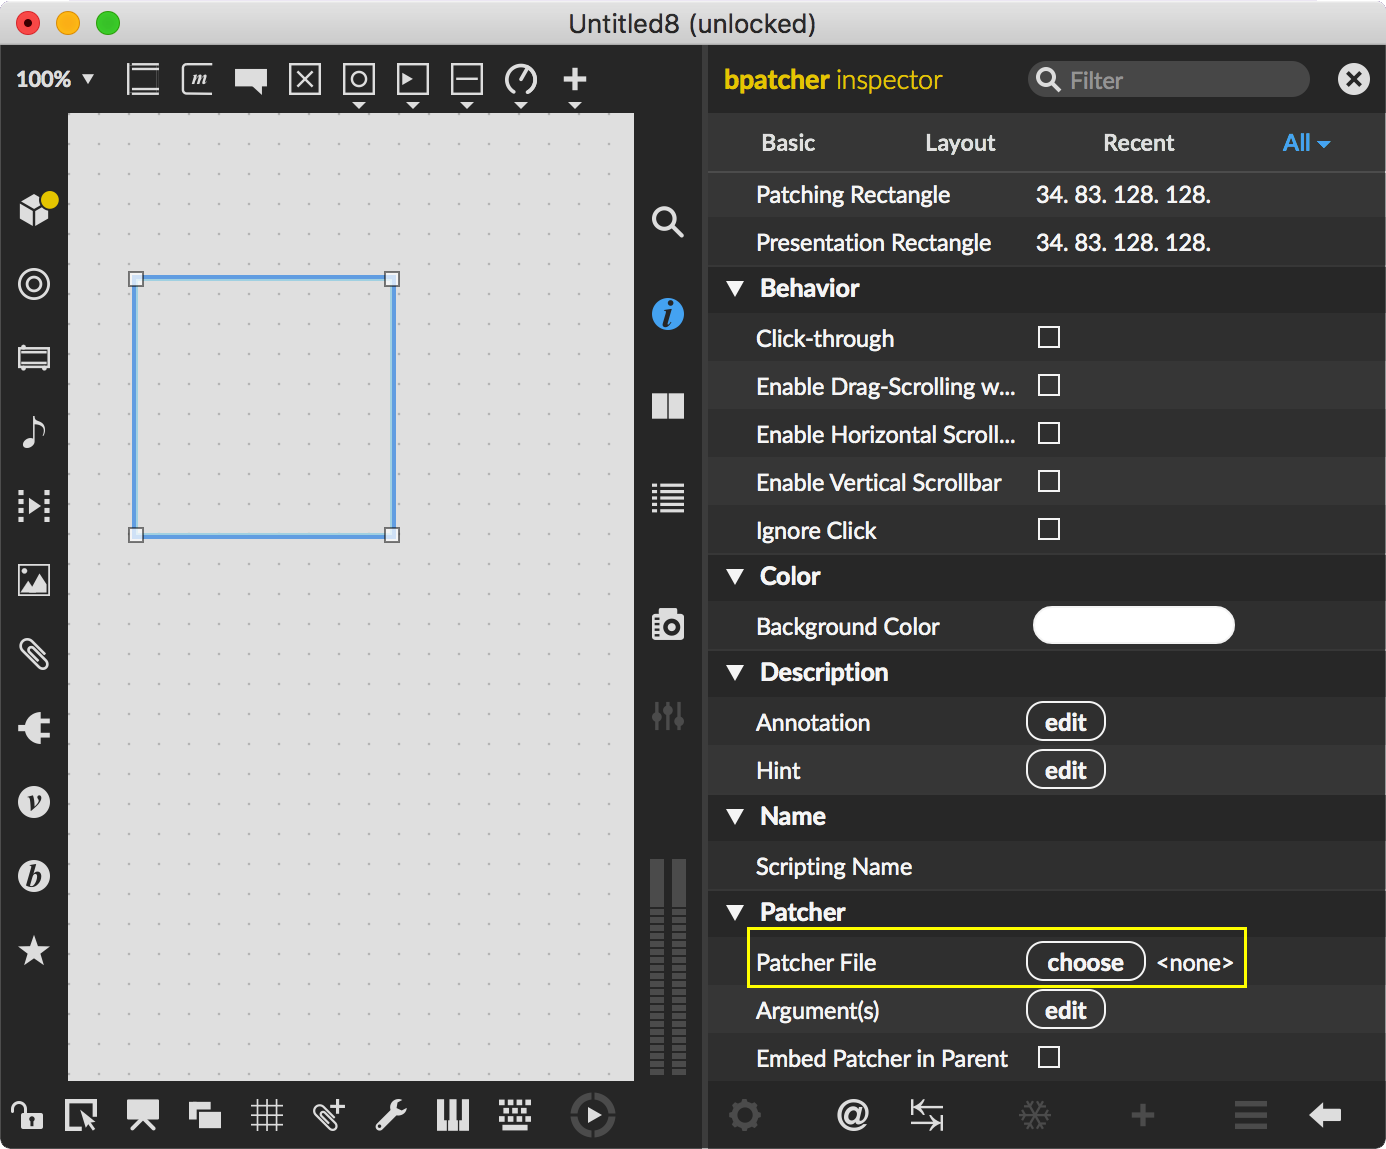 Untitled8 (unlocked)
100%
m
bpatcher inspector
Filter
Basic Layout Recent All
Patching Rectangle 34. 83. 128. 128.
Presentation Rectangle 34. 83. 128. 128.
Behavior
Click-through
Enable Drag-Scrolling w...
Enable Horizontal Scroll...
Enable Vertical Scrollbar
Ignore Click
Color
Background Color
Description
Annotation edit
Hint edit
Name
Scripting Name
Patcher
Patcher File choose <none>
Argument(s) edit
Embed Patcher in Parent
i
v
b
@